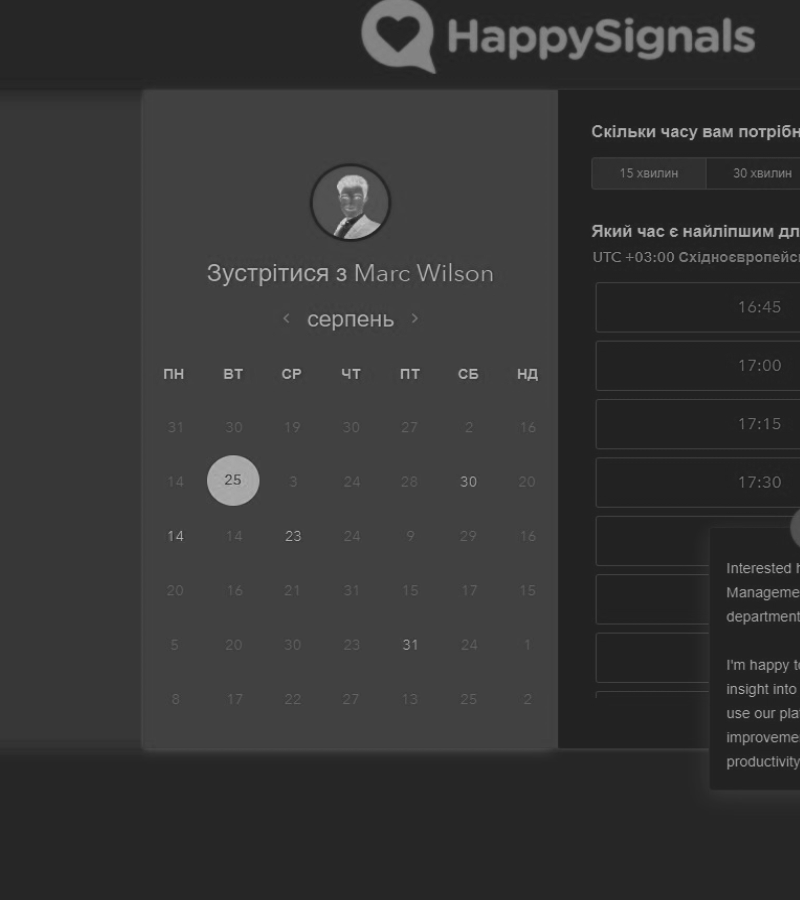 HappySignals
Зустрітися з Marc Wilson
серпень
ПН ВТ СР ЧТ ПТ СБ НД
31 30 19 30 27 2 16
14 25 3 24 28 30 20
14 14 23 24 9 29 16
20 16 21 31 15 17 15
5 20 30 23 31 24 1
8 17 22 27 13 25 2
Скільки часу вам потрібн
15 хвилин 30 хвилин
Який час є найліпшим дл
UTC +03:00 Східноєвропейс
16:45
17:00
17:15
17:30
Interested
Manageme
department
I'm happy t
insight into
use our pla
improveme
productivity